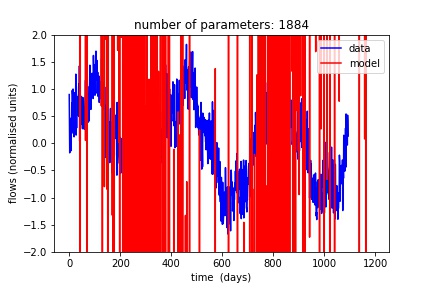 number of parameters: 1884
data
model
flows (normalised units)
2.0
1.5
1.0
0.5
0.0
−0.5
−1.0
−1.5
−2.0
0 200 400 600 800 1000 1200
time (days)